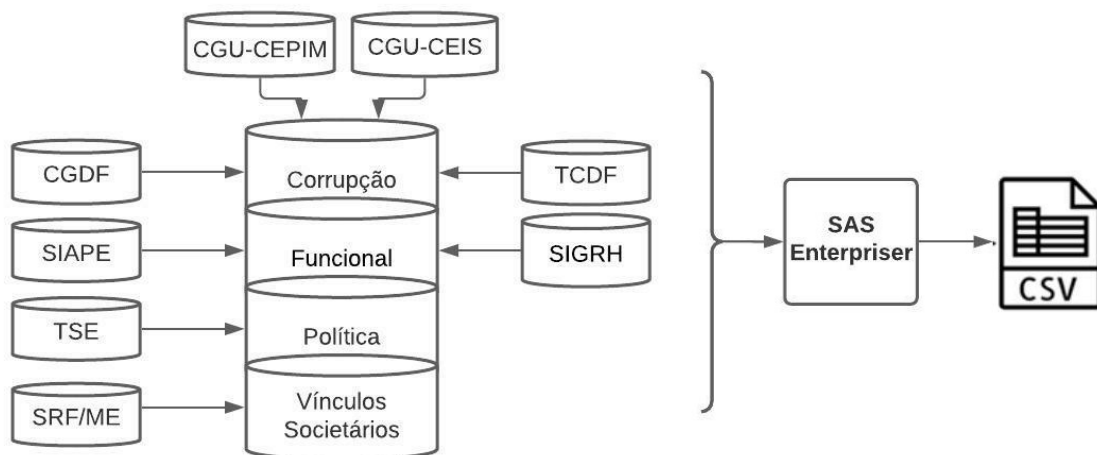 CGU-CEPIM
CGU-CEIS
CGDF
Corrupção
TCDF
SIAPE
Funcional
SIGRH
TSE
Política
SRF/ME
Vínculos
Societários
SAS
Enterpriser
CSV